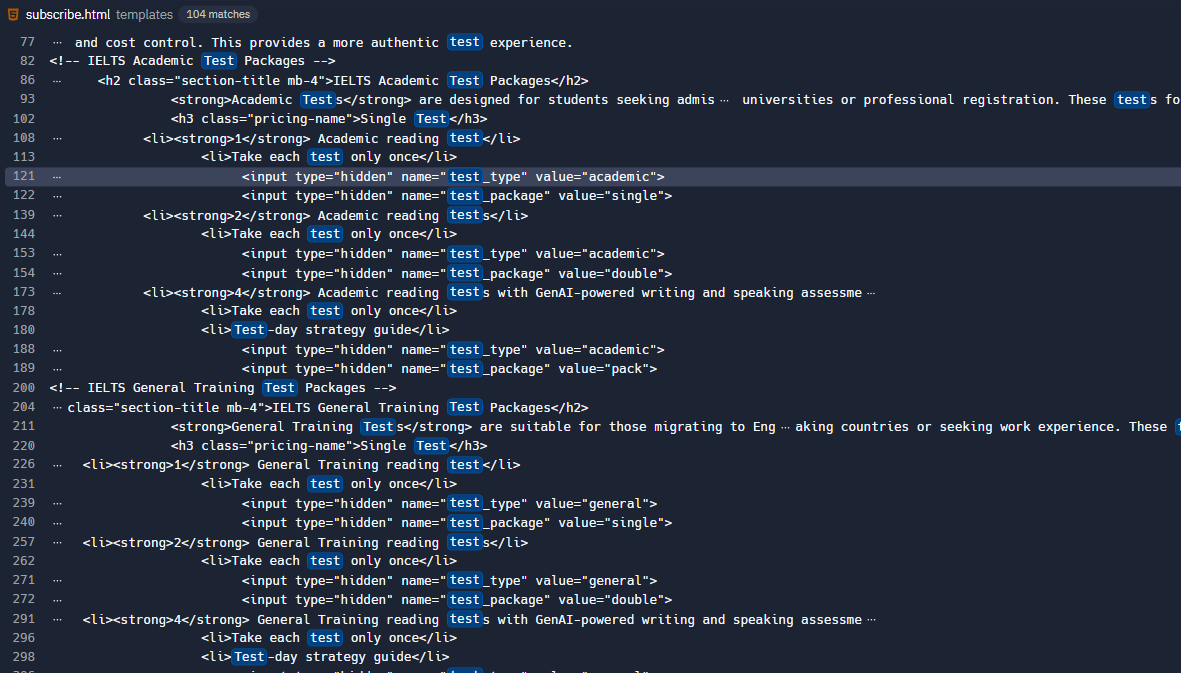 subscribe.html templates 104 matches
77 ··· and cost control. This provides a more authentic test experience.
82 <!-- IELTS Academic Test Packages -->
86 ··· <h2 class="section-title mb-4">IELTS Academic Test Packages</h2>
93 <strong>Academic Tests</strong> are designed for students seeking admis ··· universities or professional registration. These tests fo
102 <h3 class="pricing-name">Single Test</h3>
108 ··· <li><strong>1</strong> Academic reading test</li>
113 <li>Take each test only once</li>
121 ··· <input type="hidden" name="test_type" value="academic">
122 ··· <input type="hidden" name="test_package" value="single">
139 ··· <li><strong>2</strong> Academic reading tests</li>
144 <li>Take each test only once</li>
153 ··· <input type="hidden" name="test_type" value="academic">
154 ··· <input type="hidden" name="test_package" value="double">
173 ··· <li><strong>4</strong> Academic reading tests with GenAI-powered writing and speaking assessme ···
178 <li>Take each test only once</li>
180 <li>Test-day strategy guide</li>
188 ··· <input type="hidden" name="test_type" value="academic">
189 ··· <input type="hidden" name="test_package" value="pack">
200 <!-- IELTS General Training Test Packages -->
204 ··· class="section-title mb-4">IELTS General Training Test Packages</h2>
211 <strong>General Training Tests</strong> are suitable for those migrating to Eng ··· aking countries or seeking work experience. These
220 <h3 class="pricing-name">Single Test</h3>
226 ··· <li><strong>1</strong> General Training reading test</li>
231 <li>Take each test only once</li>
239 ··· <input type="hidden" name="test_type" value="general">
240 ··· <input type="hidden" name="test_package" value="single">
257 ··· <li><strong>2</strong> General Training reading tests</li>
262 <li>Take each test only once</li>
271 ··· <input type="hidden" name="test_type" value="general">
272 ··· <input type="hidden" name="test_package" value="double">
291 ··· <li><strong>4</strong> General Training reading tests with GenAI-powered writing and speaking assessme ···
296 <li>Take each test only once</li>
298 <li>Test-day strategy guide</li>